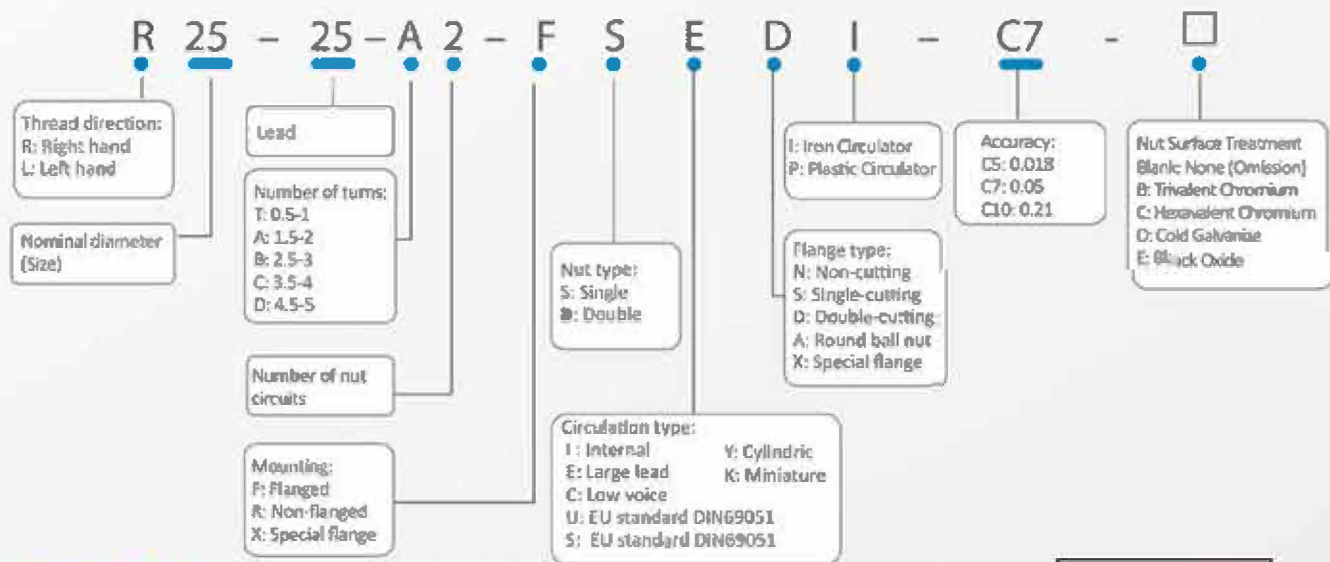 R 25 - 25 - A 2 - F S E D I - C7 - □
Thread direction:
R: Right hand
L: Left hand
Nominal diameter
(Size)
Lead
Number of turns:
T: 0.5-1
A: 1.5-2
B: 2.5-3
C: 3.5-4
D: 4.5-5
Number of nut
circuits
Mounting:
F: Flanged
R: Non-flanged
X: Special flange
Nut type:
S: Single
D: Double
Circulation type:
I : Internal
E: Large lead
C: Low voice
U: EU standard DIN69051
S: EU standard DIN69051
Y: Cylindric
K: Miniature
I: Iron Circulator
P: Plastic Circulator
Flange type:
N: Non-cutting
S: Single-cutting
D: Double-cutting
A: Round ball nut
X: Special flange
Accuracy:
C5: 0.018
C7: 0.05
C10: 0.21
Nut Surface Treatment
Blank: None (Omission)
B: Trivalent Chromium
C: Hexavalent Chromium
D: Cold Galvanize
E: Black Oxide